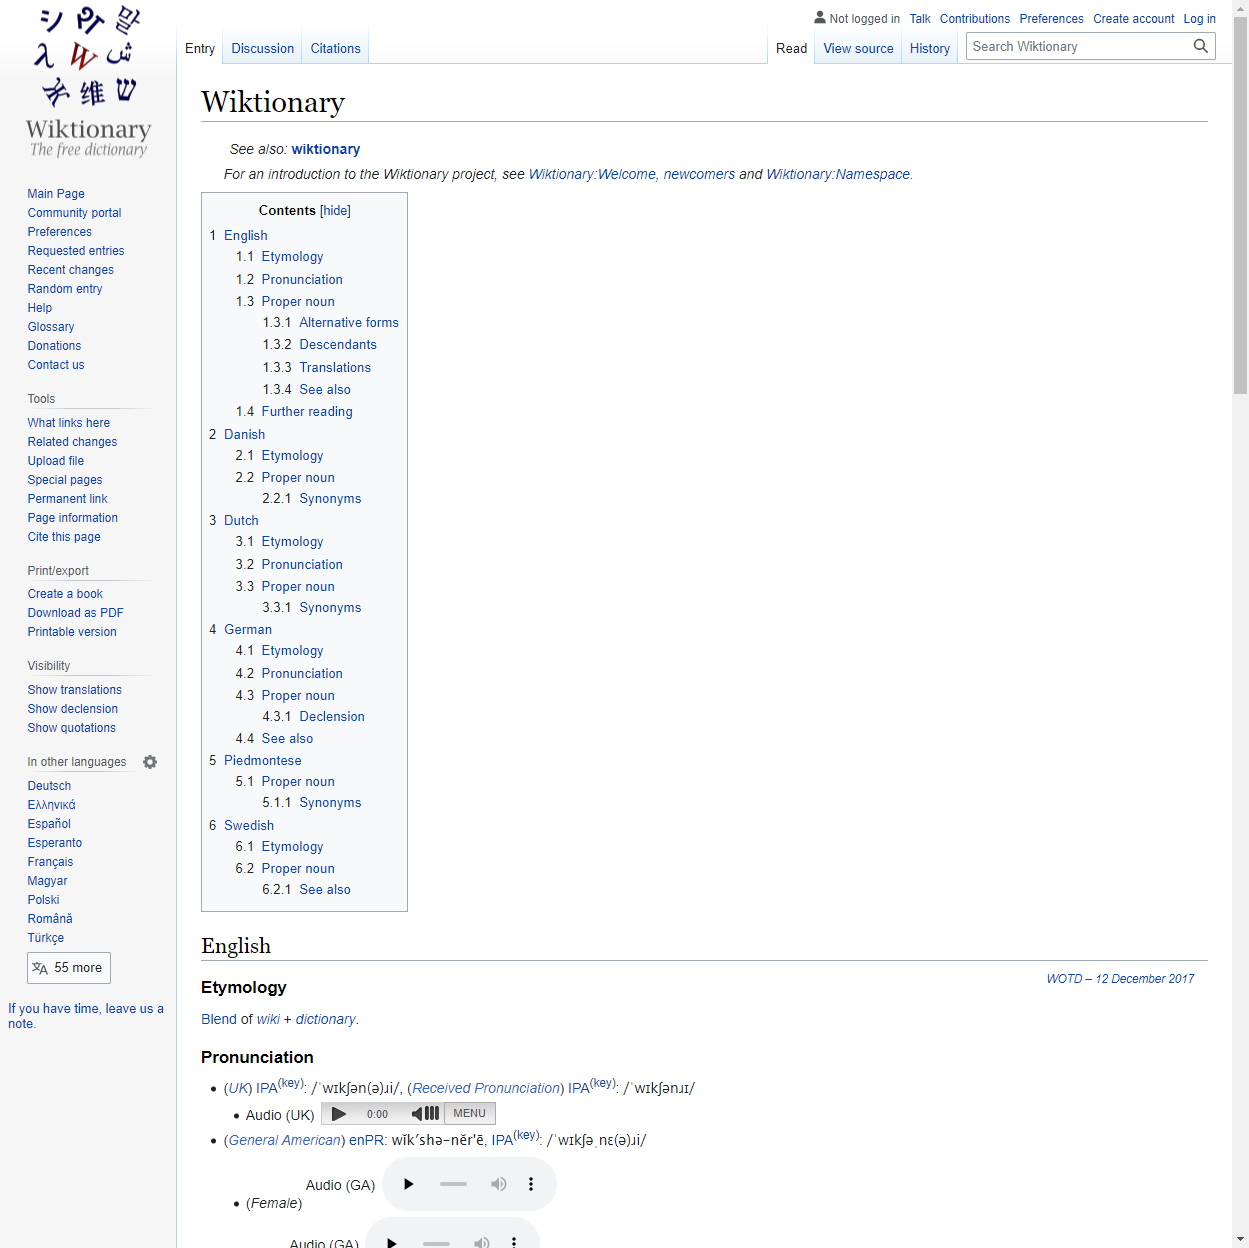 シ ウィ 말
λ W ش
क 维 ש
Wiktionary
The free dictionary
Not logged in Talk Contributions Preferences Create account Log in
Entry Discussion Citations
Read View source History Search Wiktionary
Main Page
Community portal
Preferences
Requested entries
Recent changes
Random entry
Help
Glossary
Donations
Contact us
Tools
What links here
Related changes
Upload file
Special pages
Permanent link
Page information
Cite this page
Print/export
Create a book
Download as PDF
Printable version
Visibility
Show translations
Show declension
Show quotations
In other languages
Deutsch
Ελληνικά
Español
Esperanto
Français
Magyar
Polski
Română
Türkçe
55 more
If you have time, leave us a
note.
Wiktionary
See also: wiktionary
For an introduction to the Wiktionary project, see Wiktionary:Welcome, newcomers and Wiktionary:Namespace.
Contents [hide]
1 English
1.1 Etymology
1.2 Pronunciation
1.3 Proper noun
1.3.1 Alternative forms
1.3.2 Descendants
1.3.3 Translations
1.3.4 See also
1.4 Further reading
2 Danish
2.1 Etymology
2.2 Proper noun
2.2.1 Synonyms
3 Dutch
3.1 Etymology
3.2 Pronunciation
3.3 Proper noun
3.3.1 Synonyms
4 German
4.1 Etymology
4.2 Pronunciation
4.3 Proper noun
4.3.1 Declension
4.4 See also
5 Piedmontese
5.1 Proper noun
5.1.1 Synonyms
6 Swedish
6.1 Etymology
6.2 Proper noun
6.2.1 See also
English
WOTD – 12 December 2017
Etymology
Blend of wiki + dictionary.
Pronunciation
• (UK) IPA(key): /ˈwɪkʃən(ə)ɹi/, (Received Pronunciation) IPA(key): /ˈwɪkʃənɹɪ/
• Audio (UK) 0:00 MENU
• (General American) enPR: wĭkʹshə-nĕr'ē, IPA(key): /ˈwɪkʃəˌnɛ(ə)ɹi/
Audio (GA)
• (Female)
Audio (GA)